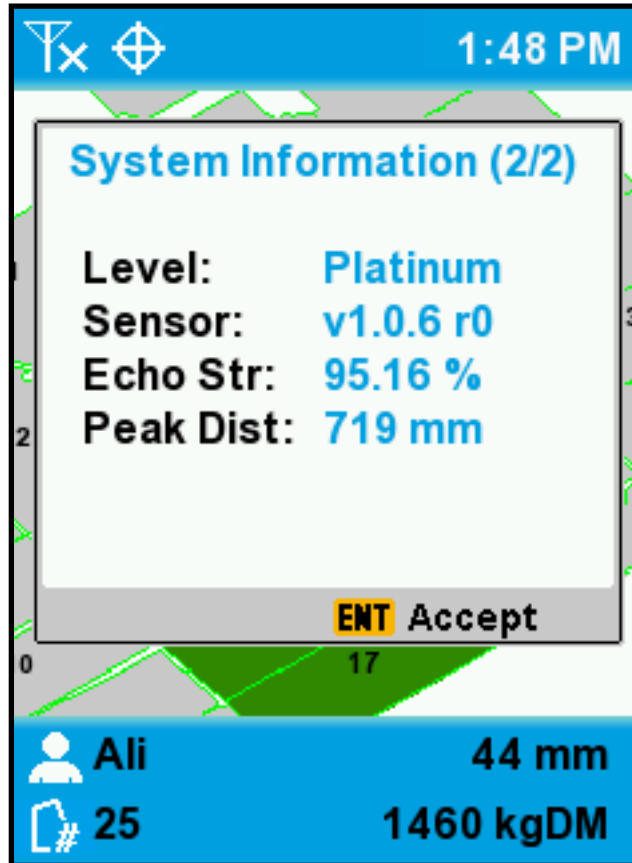 1:48 PM
System Information (2/2)
Level: Platinum
Sensor: v1.0.6 r0
Echo Str: 95.16 %
Peak Dist: 719 mm
2
3
ENT Accept
0
17
Ali 44 mm
# 25 1460 kgDM